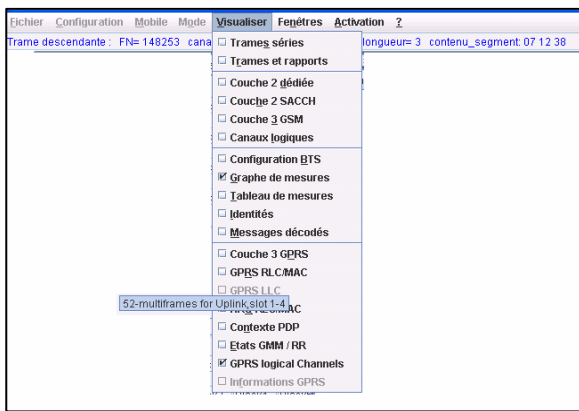 Fichier Configuration Mobile Mode Visualiser Fenêtres Activation ?
Trame descendante : FN= 148253 cana longueur= 3 contenu_segment: 07 12 38
Trames séries
Trames et rapports
Couche 2 dédiée
Couche 2 SACCH
Couche 3 GSM
Canaux logiques
Configuration BTS
Graphe de mesures
Tableau de mesures
Identités
Messages décodés
Couche 3 GPRS
GPRS RLC/MAC
GPRS LLC
52-multiframes for Uplink,slot 1-4
Contexte PDP
Etats GMM / RR
GPRS logical Channels
Informations GPRS